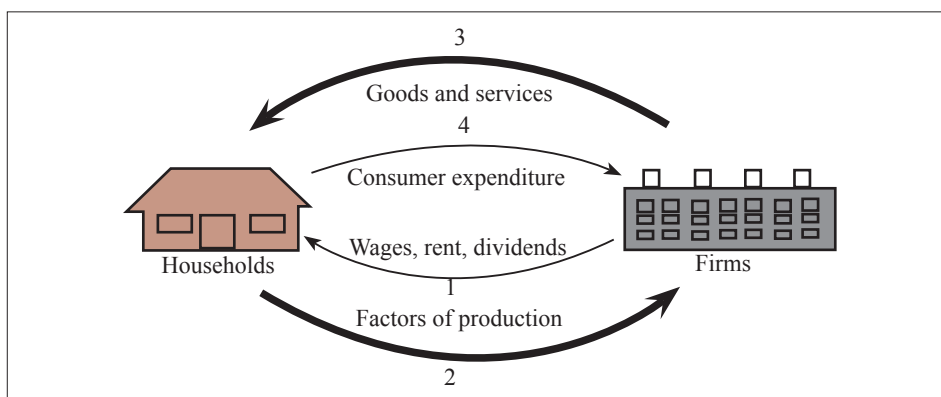 3
Goods and services
4
Consumer expenditure
Wages, rent, dividends
Households
Firms
1
Factors of production
2